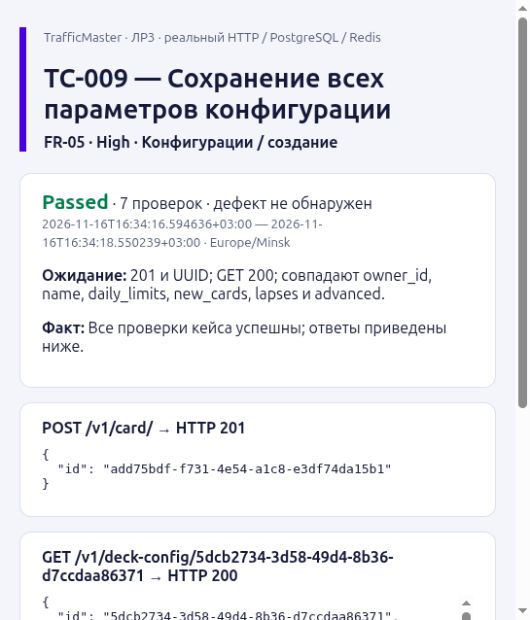 TrafficMaster · ЛР3 · реальный HTTP / PostgreSQL / Redis
TC-009 — Сохранение всех
параметров конфигурации
FR-05 · High · Конфигурации / создание
Passed · 7 проверок · дефект не обнаружен
2026-11-16T16:34:16.594636+03:00 — 2026-11-
16T16:34:18.550239+03:00 · Europe/Minsk
Ожидание: 201 и UUID; GET 200; совпадают owner_id,
name, daily_limits, new_cards, lapses и advanced.
Факт: Все проверки кейса успешны; ответы приведены
ниже.
POST /v1/card/ → HTTP 201
{
  "id": "add75bdf-f731-4e54-a1c8-e3df74da15b1"
}
GET /v1/deck-config/5dcb2734-3d58-49d4-8b36-
d7ccdaa86371 → HTTP 200
{
  "id": "5dcb2734-3d58-49d4-8b36-d7ccdaa86371",